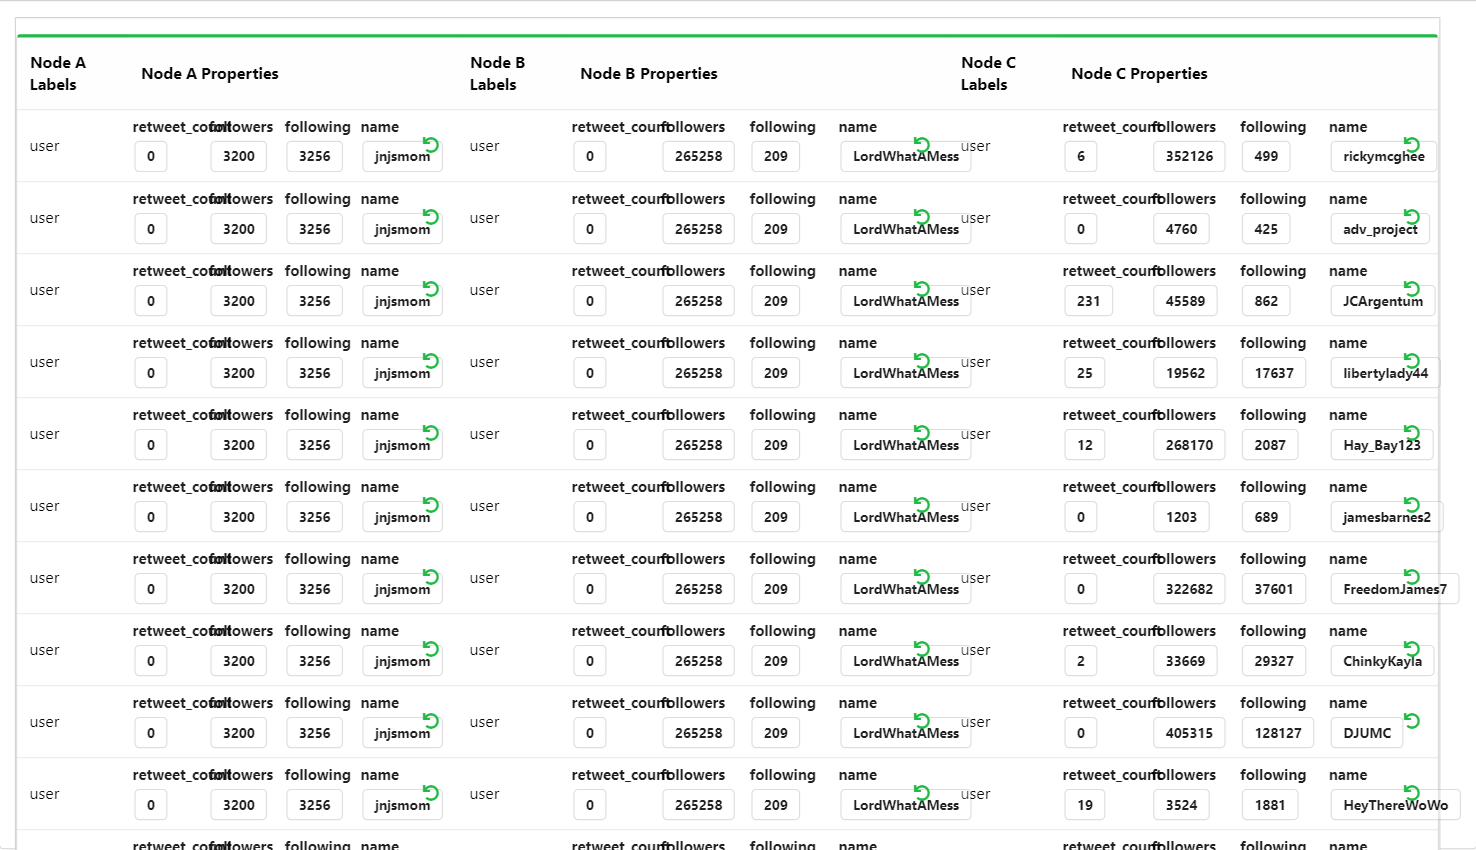 Node A Labels Node A Properties Node B Labels Node B Properties Node C Labels Node C Properties
retweet_count followers following name retweet_count followers following name retweet_count followers following name
user 0 3200 3256 jnjsmom user 0 265258 209 LordWhatAMess user 6 352126 499 rickymcghee
retweet_count followers following name retweet_count followers following name retweet_count followers following name
user 0 3200 3256 jnjsmom user 0 265258 209 LordWhatAMess user 0 4760 425 adv_project
retweet_count followers following name retweet_count followers following name retweet_count followers following name
user 0 3200 3256 jnjsmom user 0 265258 209 LordWhatAMess user 231 45589 862 JCArgentum
retweet_count followers following name retweet_count followers following name retweet_count followers following name
user 0 3200 3256 jnjsmom user 0 265258 209 LordWhatAMess user 25 19562 17637 libertylady44
retweet_count followers following name retweet_count followers following name retweet_count followers following name
user 0 3200 3256 jnjsmom user 0 265258 209 LordWhatAMess user 12 268170 2087 Hay_Bay123
retweet_count followers following name retweet_count followers following name retweet_count followers following name
user 0 3200 3256 jnjsmom user 0 265258 209 LordWhatAMess user 0 1203 689 jamesbarnes2
retweet_count followers following name retweet_count followers following name retweet_count followers following name
user 0 3200 3256 jnjsmom user 0 265258 209 LordWhatAMess user 0 322682 37601 FreedomJames7
retweet_count followers following name retweet_count followers following name retweet_count followers following name
user 0 3200 3256 jnjsmom user 0 265258 209 LordWhatAMess user 2 33669 29327 ChinkyKayla
retweet_count followers following name retweet_count followers following name retweet_count followers following name
user 0 3200 3256 jnjsmom user 0 265258 209 LordWhatAMess user 0 405315 128127 DJUMC
retweet_count followers following name retweet_count followers following name retweet_count followers following name
user 0 3200 3256 jnjsmom user 0 265258 209 LordWhatAMess user 19 3524 1881 HeyThereWoWo
retweet_count followers following name retweet_count followers following name retweet_count followers following name